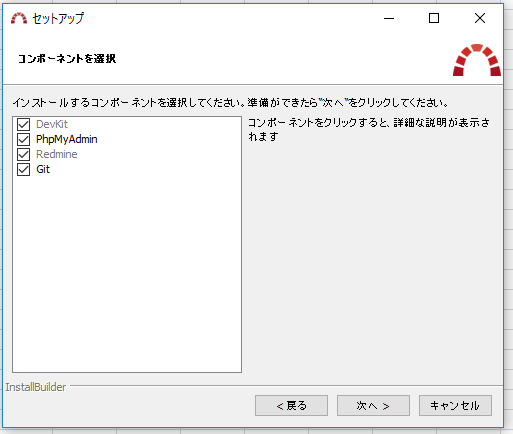 セットアップ
コンポーネントを選択
インストールするコンポーネントを選択してください。準備ができたら"次へ"をクリックしてください。
DevKit
PhpMyAdmin
Redmine
Git
コンポーネントをクリックすると、詳細な説明が表示さ
れます
InstallBuilder
< 戻る
次へ >
キャンセル